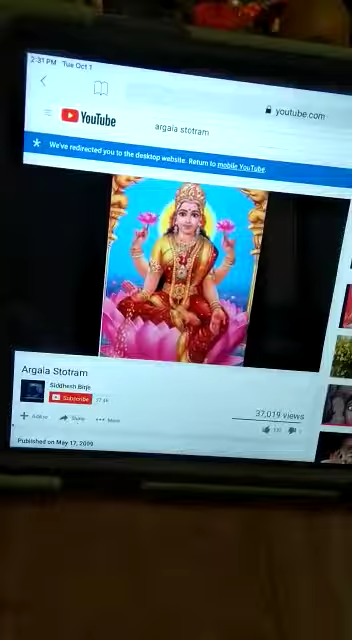 2:31 PM Tue Oct 1
youtube.com
YouTube
argala stotram
We've redirected you to the desktop website. Return to mobile YouTube.
Argala Stotram
Siddhesh
Subscribe
37,019 views
Add to Share More
Published on May 17, 2009